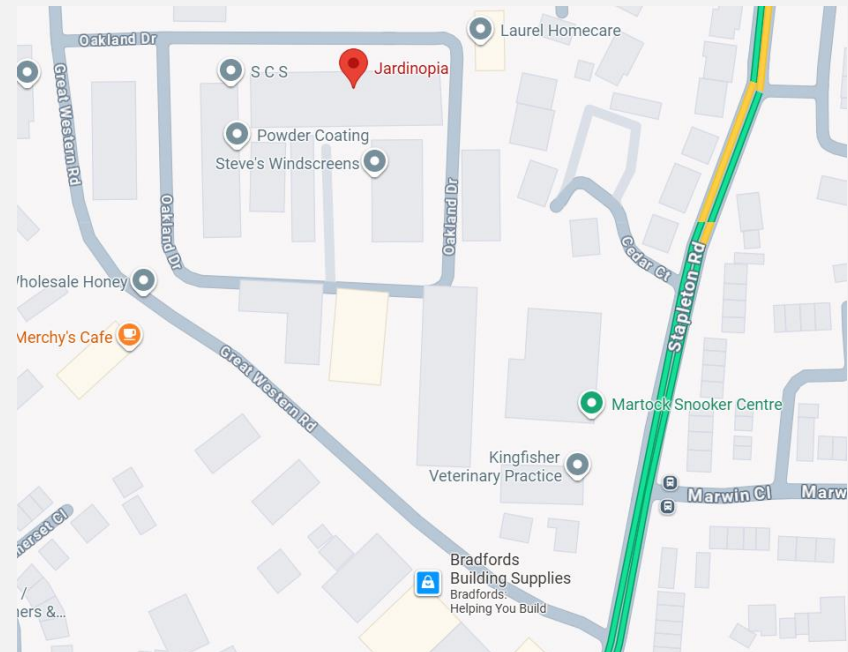 Oakland Dr
Laurel Homecare
S C S
Jardinopia
Great Western Rd
Powder Coating
Steve's Windscreens
Oakland Dr
Oakland Dr
Cedar Ct
Stapleton Rd
Wholesale Honey
Merchy's Cafe
Great Western Rd
Martock Snooker Centre
Kingfisher
Veterinary Practice
Marwin Cl
Marw
merset Cl
Bradfords
Building Supplies
Bradfords:
Helping You Build
/
ners &...